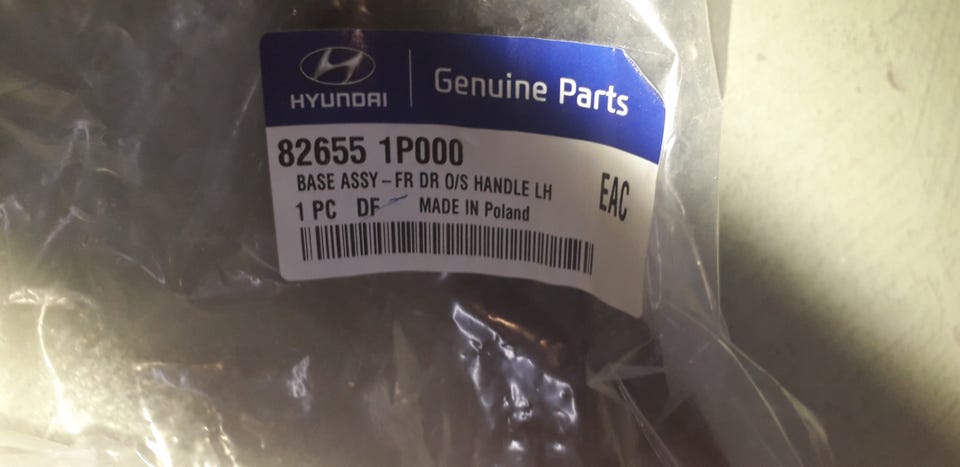 HYUNDAI
Genuine Parts
82655 1P000
BASE ASSY-FR DR O/S HANDLE LH
1 PC DF MADE IN Poland
EAC